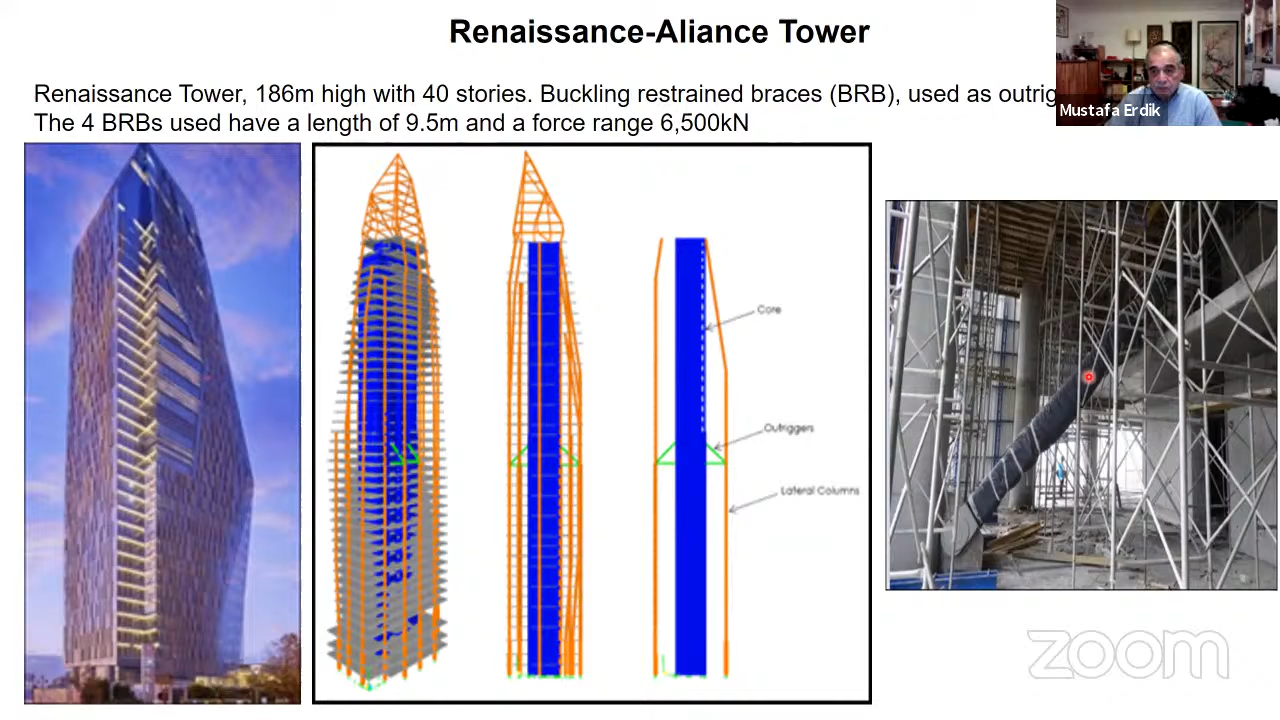 Renaissance-Aliance Tower
Renaissance Tower, 186m high with 40 stories. Buckling restrained braces (BRB), used as outrig
The 4 BRBs used have a length of 9.5m and a force range 6,500kN
Mustafa Erdik
Core
Outriggers
Lateral Columns
zoom